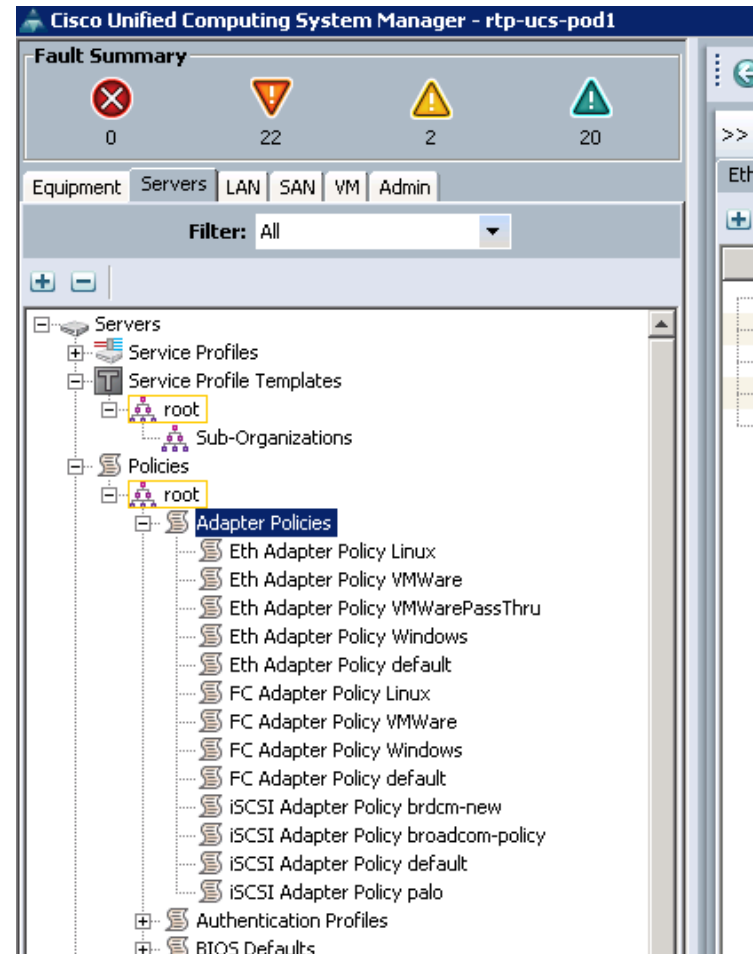 Cisco Unified Computing System Manager - rtp-ucs-pod1
Fault Summary
0 22 2 20
>>
Equipment Servers LAN SAN VM Admin
Eth
Filter: All
Servers
Service Profiles
Service Profile Templates
root
Sub-Organizations
Policies
root
Adapter Policies
Eth Adapter Policy Linux
Eth Adapter Policy VMWare
Eth Adapter Policy VMWarePassThru
Eth Adapter Policy Windows
Eth Adapter Policy default
FC Adapter Policy Linux
FC Adapter Policy VMWare
FC Adapter Policy Windows
FC Adapter Policy default
iSCSI Adapter Policy brdcm-new
iSCSI Adapter Policy broadcom-policy
iSCSI Adapter Policy default
iSCSI Adapter Policy palo
Authentication Profiles
BIOS Defaults